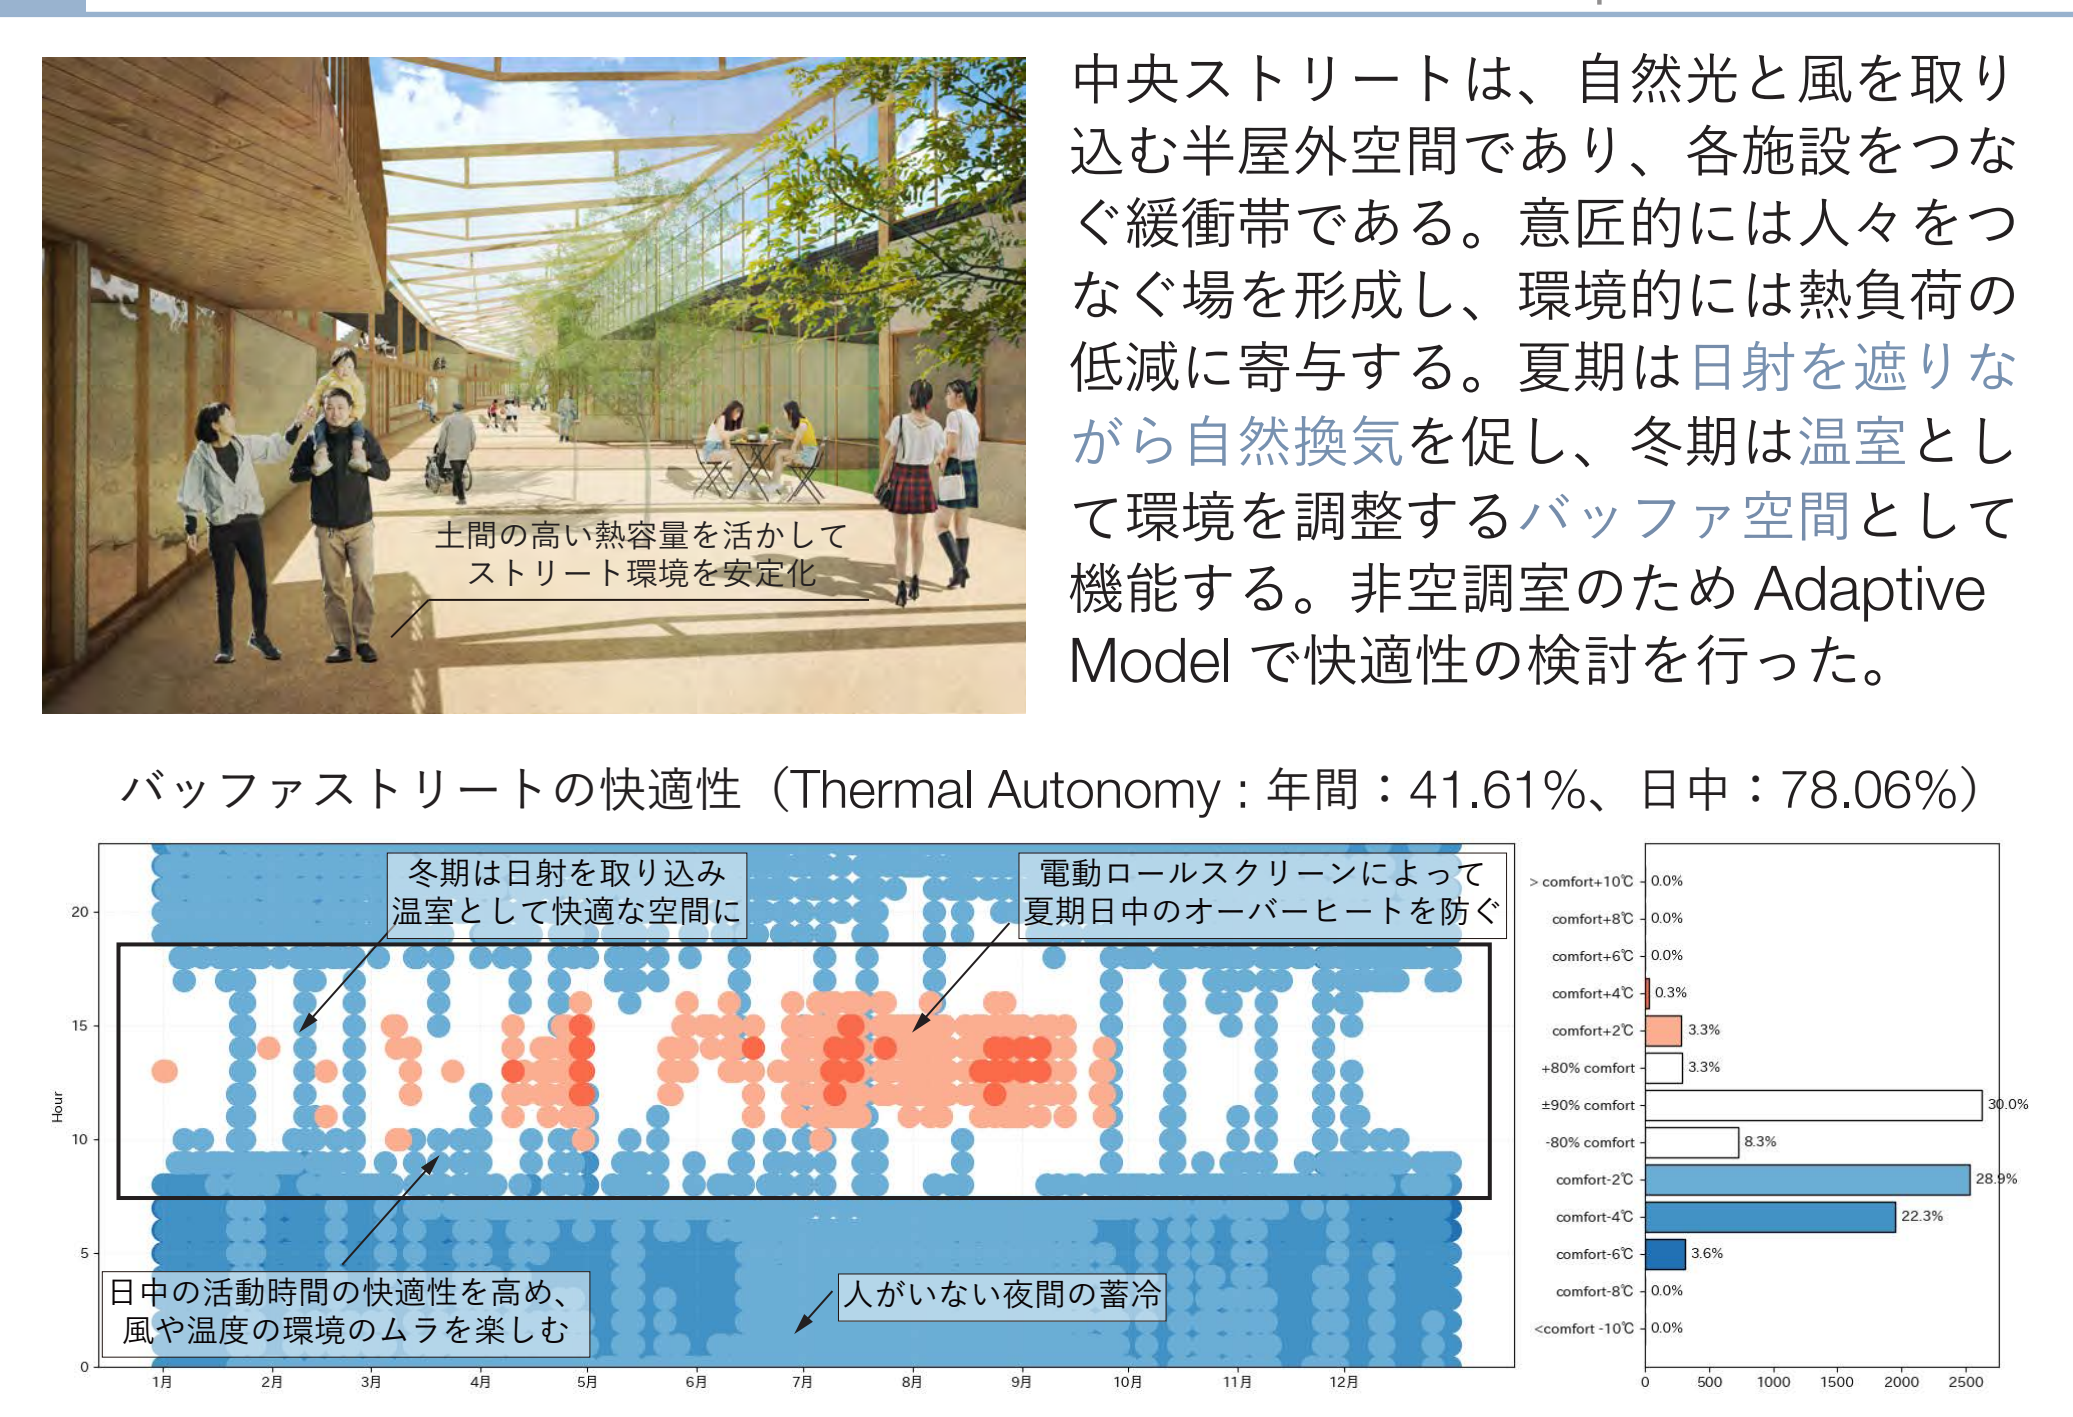 中央ストリートは、自然光と風を取り
込む半屋外空間であり、各施設をつな
ぐ緩衝帯である。意匠的には人々をつ
なぐ場を形成し、環境的には熱負荷の
低減に寄与する。夏期は日射を遮りな
がら自然換気を促し、冬期は温室とし
て環境を調整するバッファ空間として
機能する。非空調室のため Adaptive
Model で快適性の検討を行った。
土間の高い熱容量を活かして
ストリート環境を安定化
バッファストリートの快適性（Thermal Autonomy : 年間：41.61%、日中：78.06%）
冬期は日射を取り込み
温室として快適な空間に
電動ロールスクリーンによって
夏期日中のオーバーヒートを防ぐ
日中の活動時間の快適性を高め、
風や温度の環境のムラを楽しむ
人がいない夜間の蓄冷
Hour
20
15
10
5
0
1月 2月 3月 4月 5月 6月 7月 8月 9月 10月 11月 12月
> comfort+10℃ 0.0%
comfort+8℃ 0.0%
comfort+6℃ 0.0%
comfort+4℃ 0.3%
comfort+2℃ 3.3%
+80% comfort 3.3%
±90% comfort 30.0%
-80% comfort 8.3%
comfort-2℃ 28.9%
comfort-4℃ 22.3%
comfort-6℃ 3.6%
comfort-8℃ 0.0%
<comfort -10℃ 0.0%
0 500 1000 1500 2000 2500